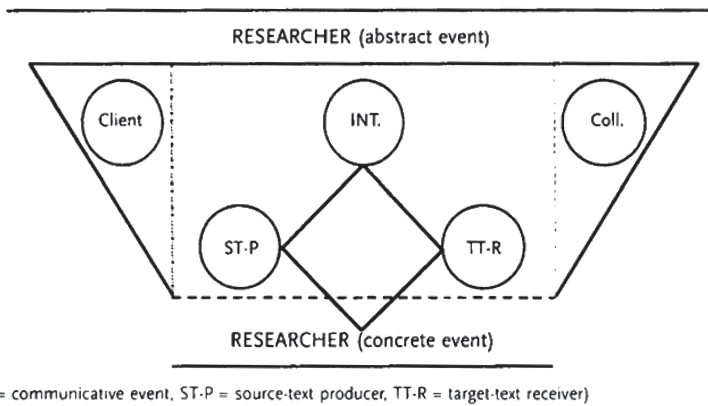 RESEARCHER (abstract event)
Client INT. Coll.
ST-P TT-R
RESEARCHER (concrete event)
= communicative event, ST-P = source-text producer, TT-R = target-text receiver)